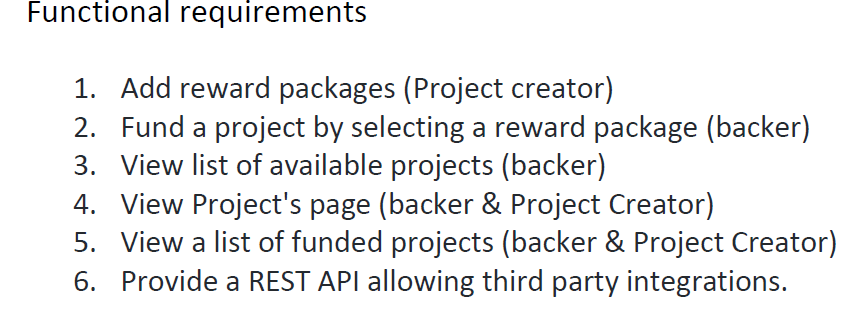 Functional requirements
1. Add reward packages (Project creator)
2. Fund a project by selecting a reward package (backer)
3. View list of available projects (backer)
4. View Project's page (backer & Project Creator)
5. View a list of funded projects (backer & Project Creator)
6. Provide a REST API allowing third party integrations.